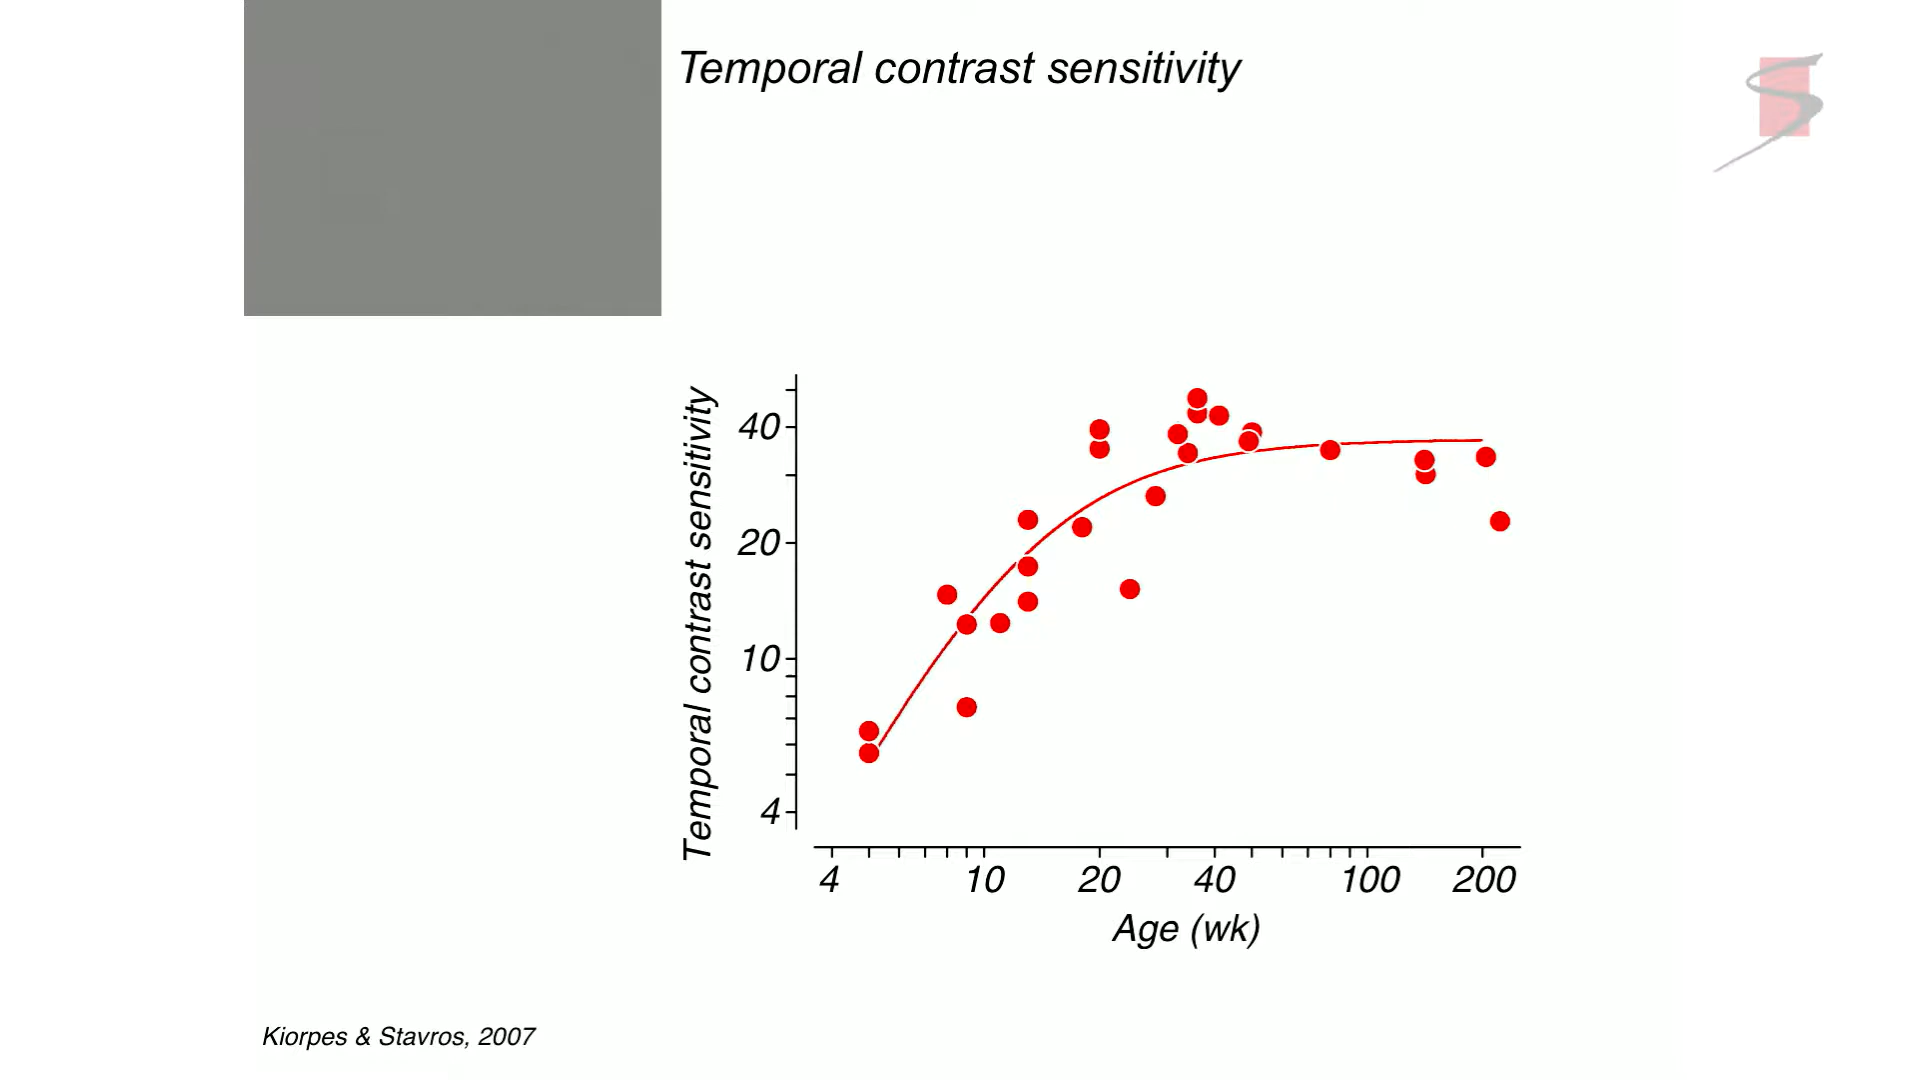 Temporal contrast sensitivity
Temporal contrast sensitivity
40
20
10
4
4 10 20 40 100 200
Age (wk)
Kiorpes & Stavros, 2007